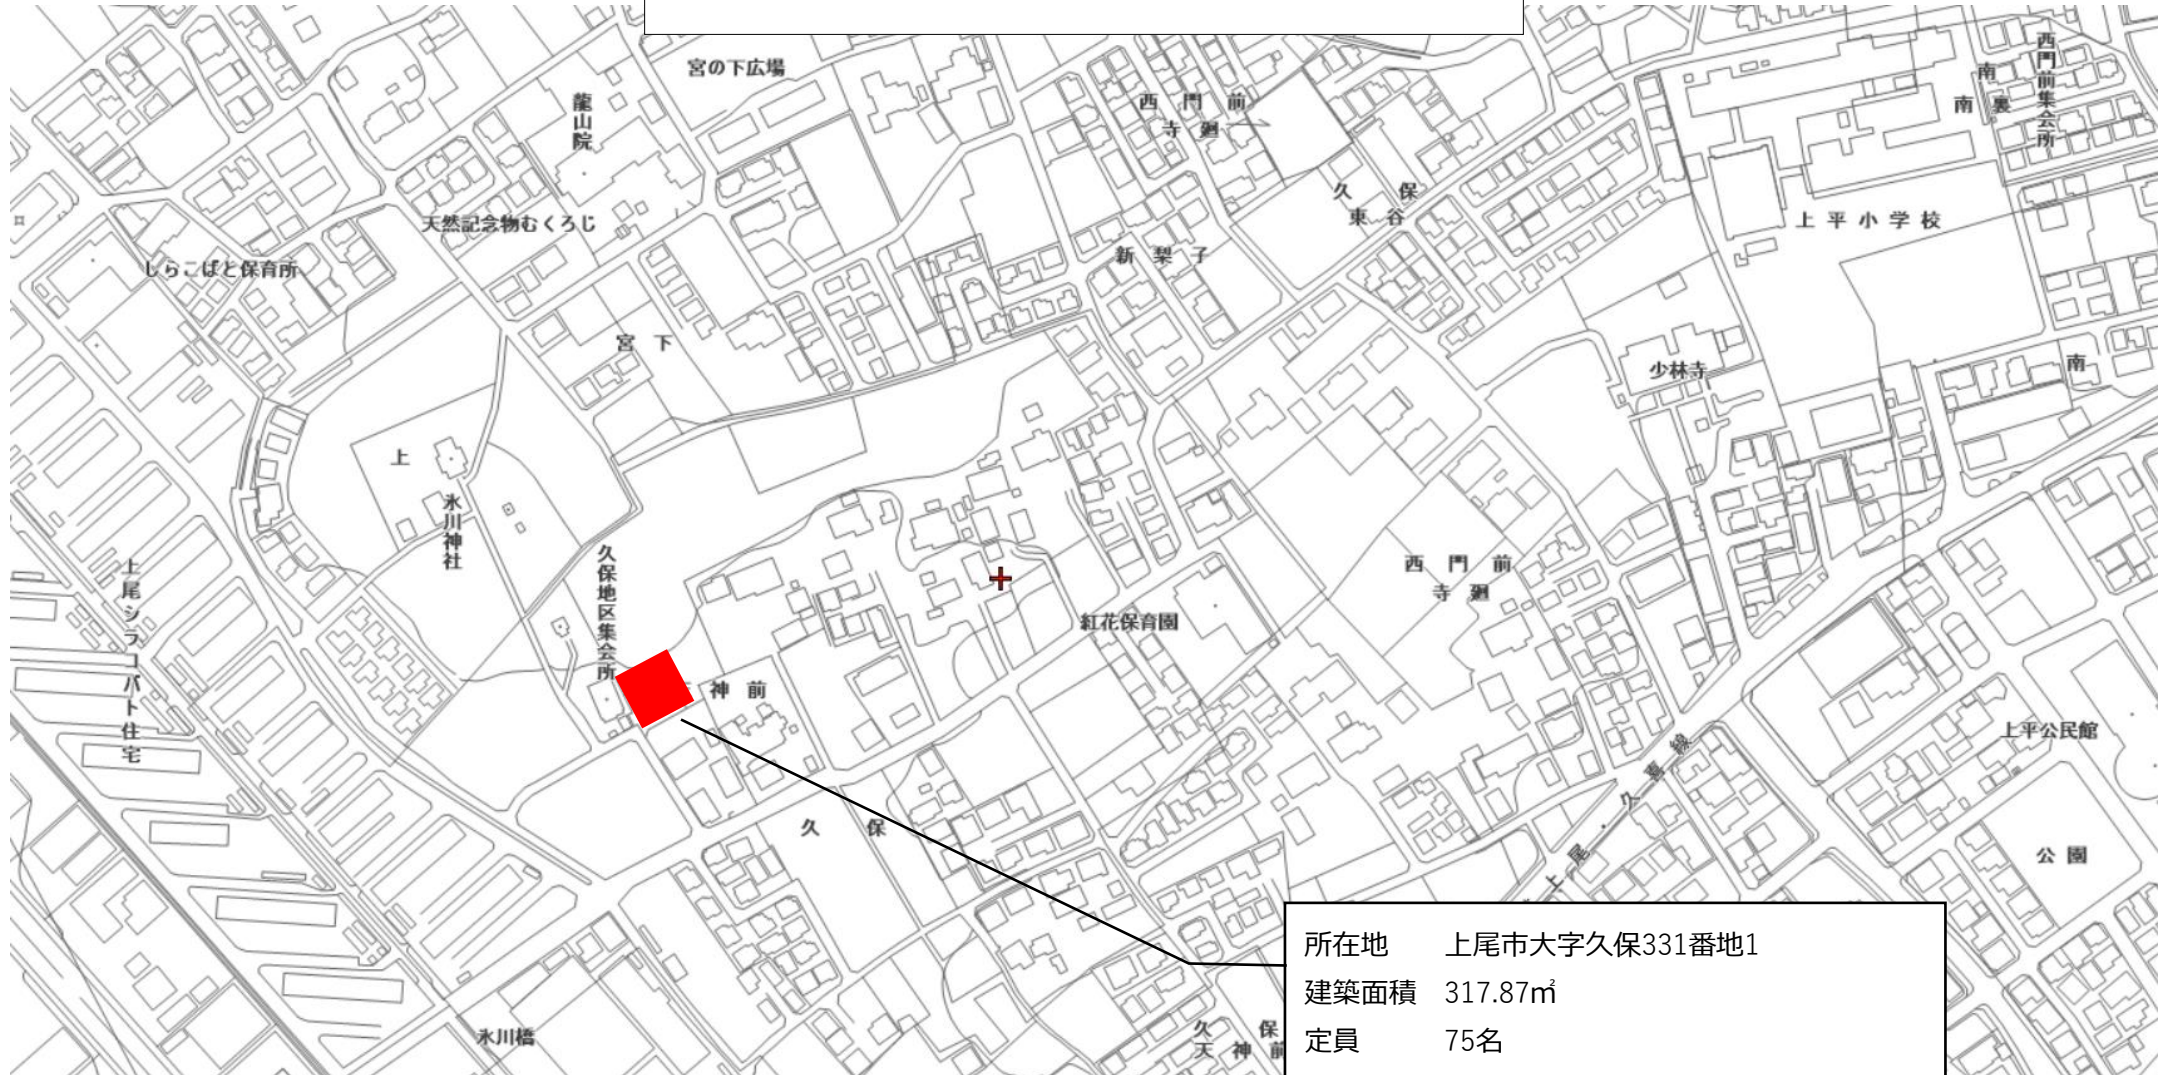 宮の下広場
龍山院
西門前
寺廻
久保
東谷
南
南裏
西門前集会所
天然記念物むくろじ
しらこばと保育所
新梨子
上平小学校
宮下
少林寺
南
上
氷川神社
久保地区集会所
上尾シラコバト住宅
西門前
寺廻
紅花保育園
神前
上平公民館
上尾久喜線
久保
公園
氷川橋
久保
天神前
所在地 上尾市大字久保331番地1
建築面積 317.87㎡
定員 75名